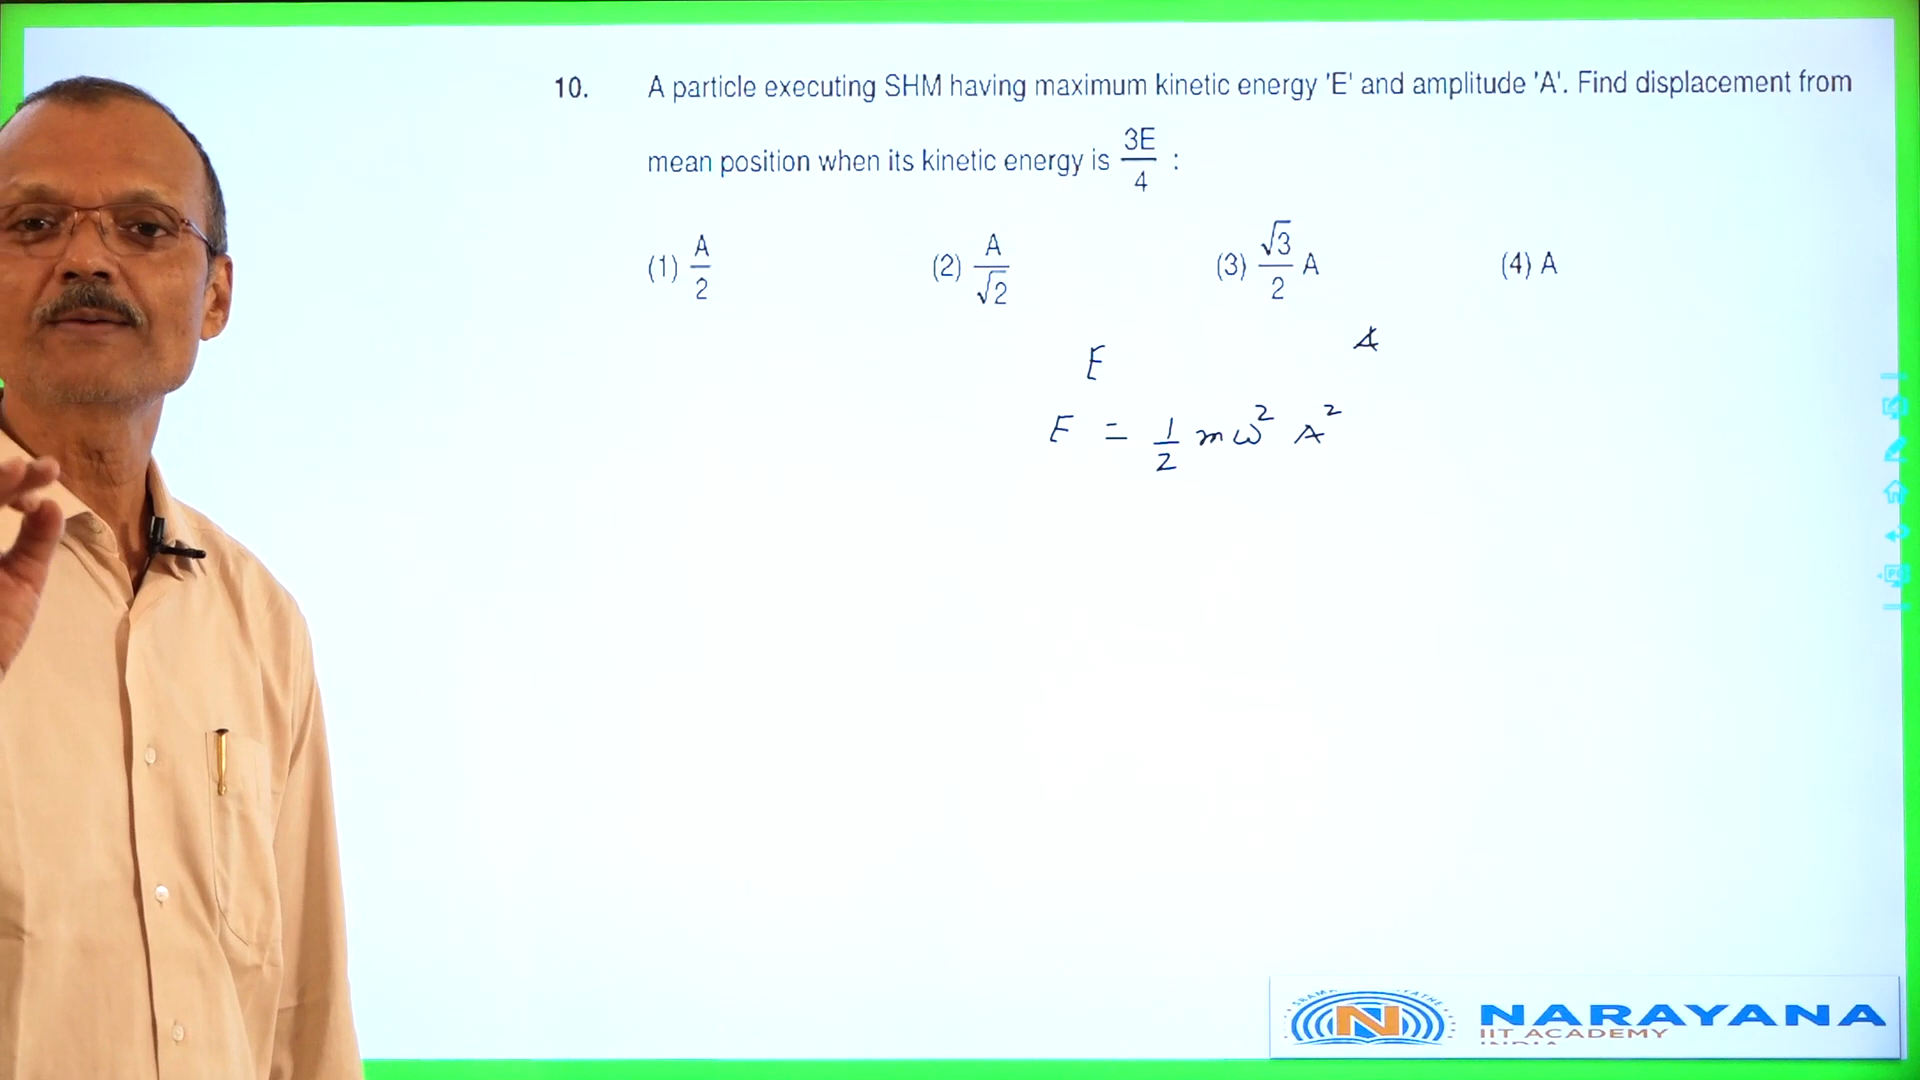 10. A particle executing SHM having maximum kinetic energy 'E' and amplitude 'A'. Find displacement from
mean position when its kinetic energy is 3E/4 :
(1) A/2 (2) A/√2 (3) √3/2 A (4) A
E A
E = 1/2 mω² A²
N NARAYANA
IIT ACADEMY
INDIA